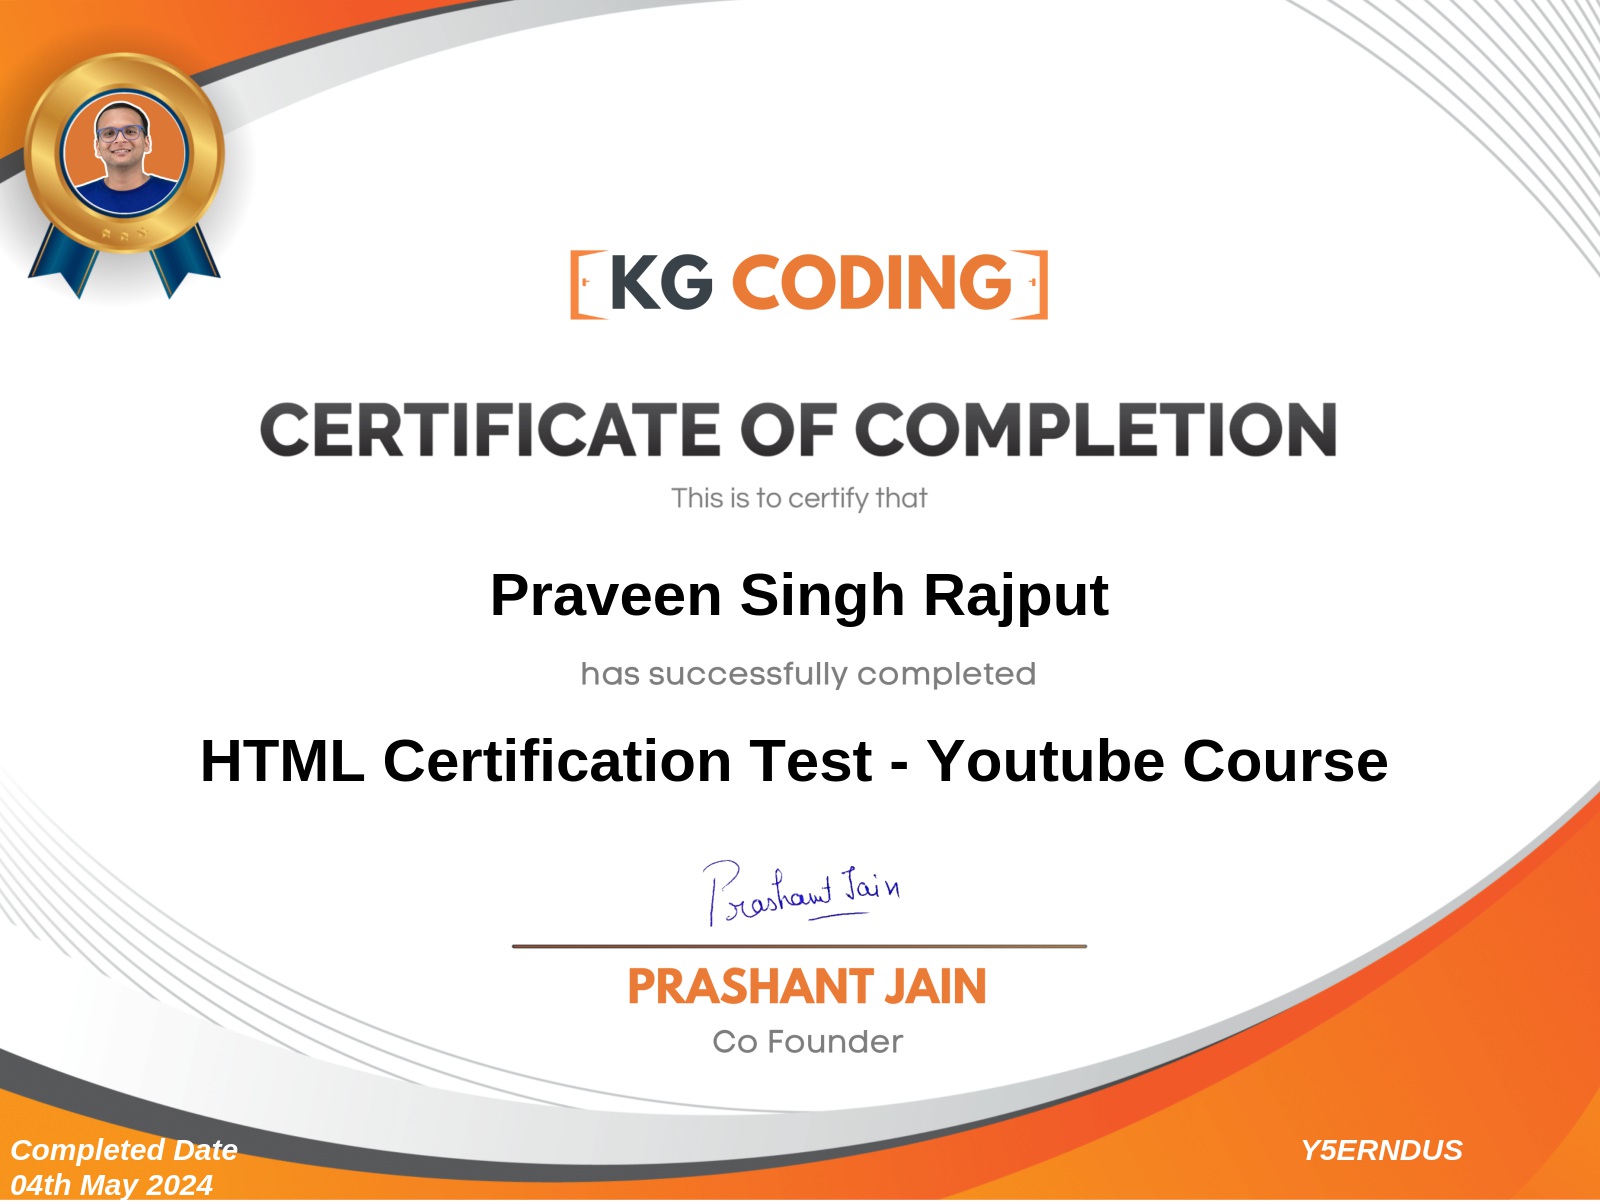 KG CODING
CERTIFICATE OF COMPLETION
This is to certify that
Praveen Singh Rajput
has successfully completed
HTML Certification Test - Youtube Course
Prashant Jain
PRASHANT JAIN
Co Founder
Completed Date
04th May 2024
Y5ERNDUS